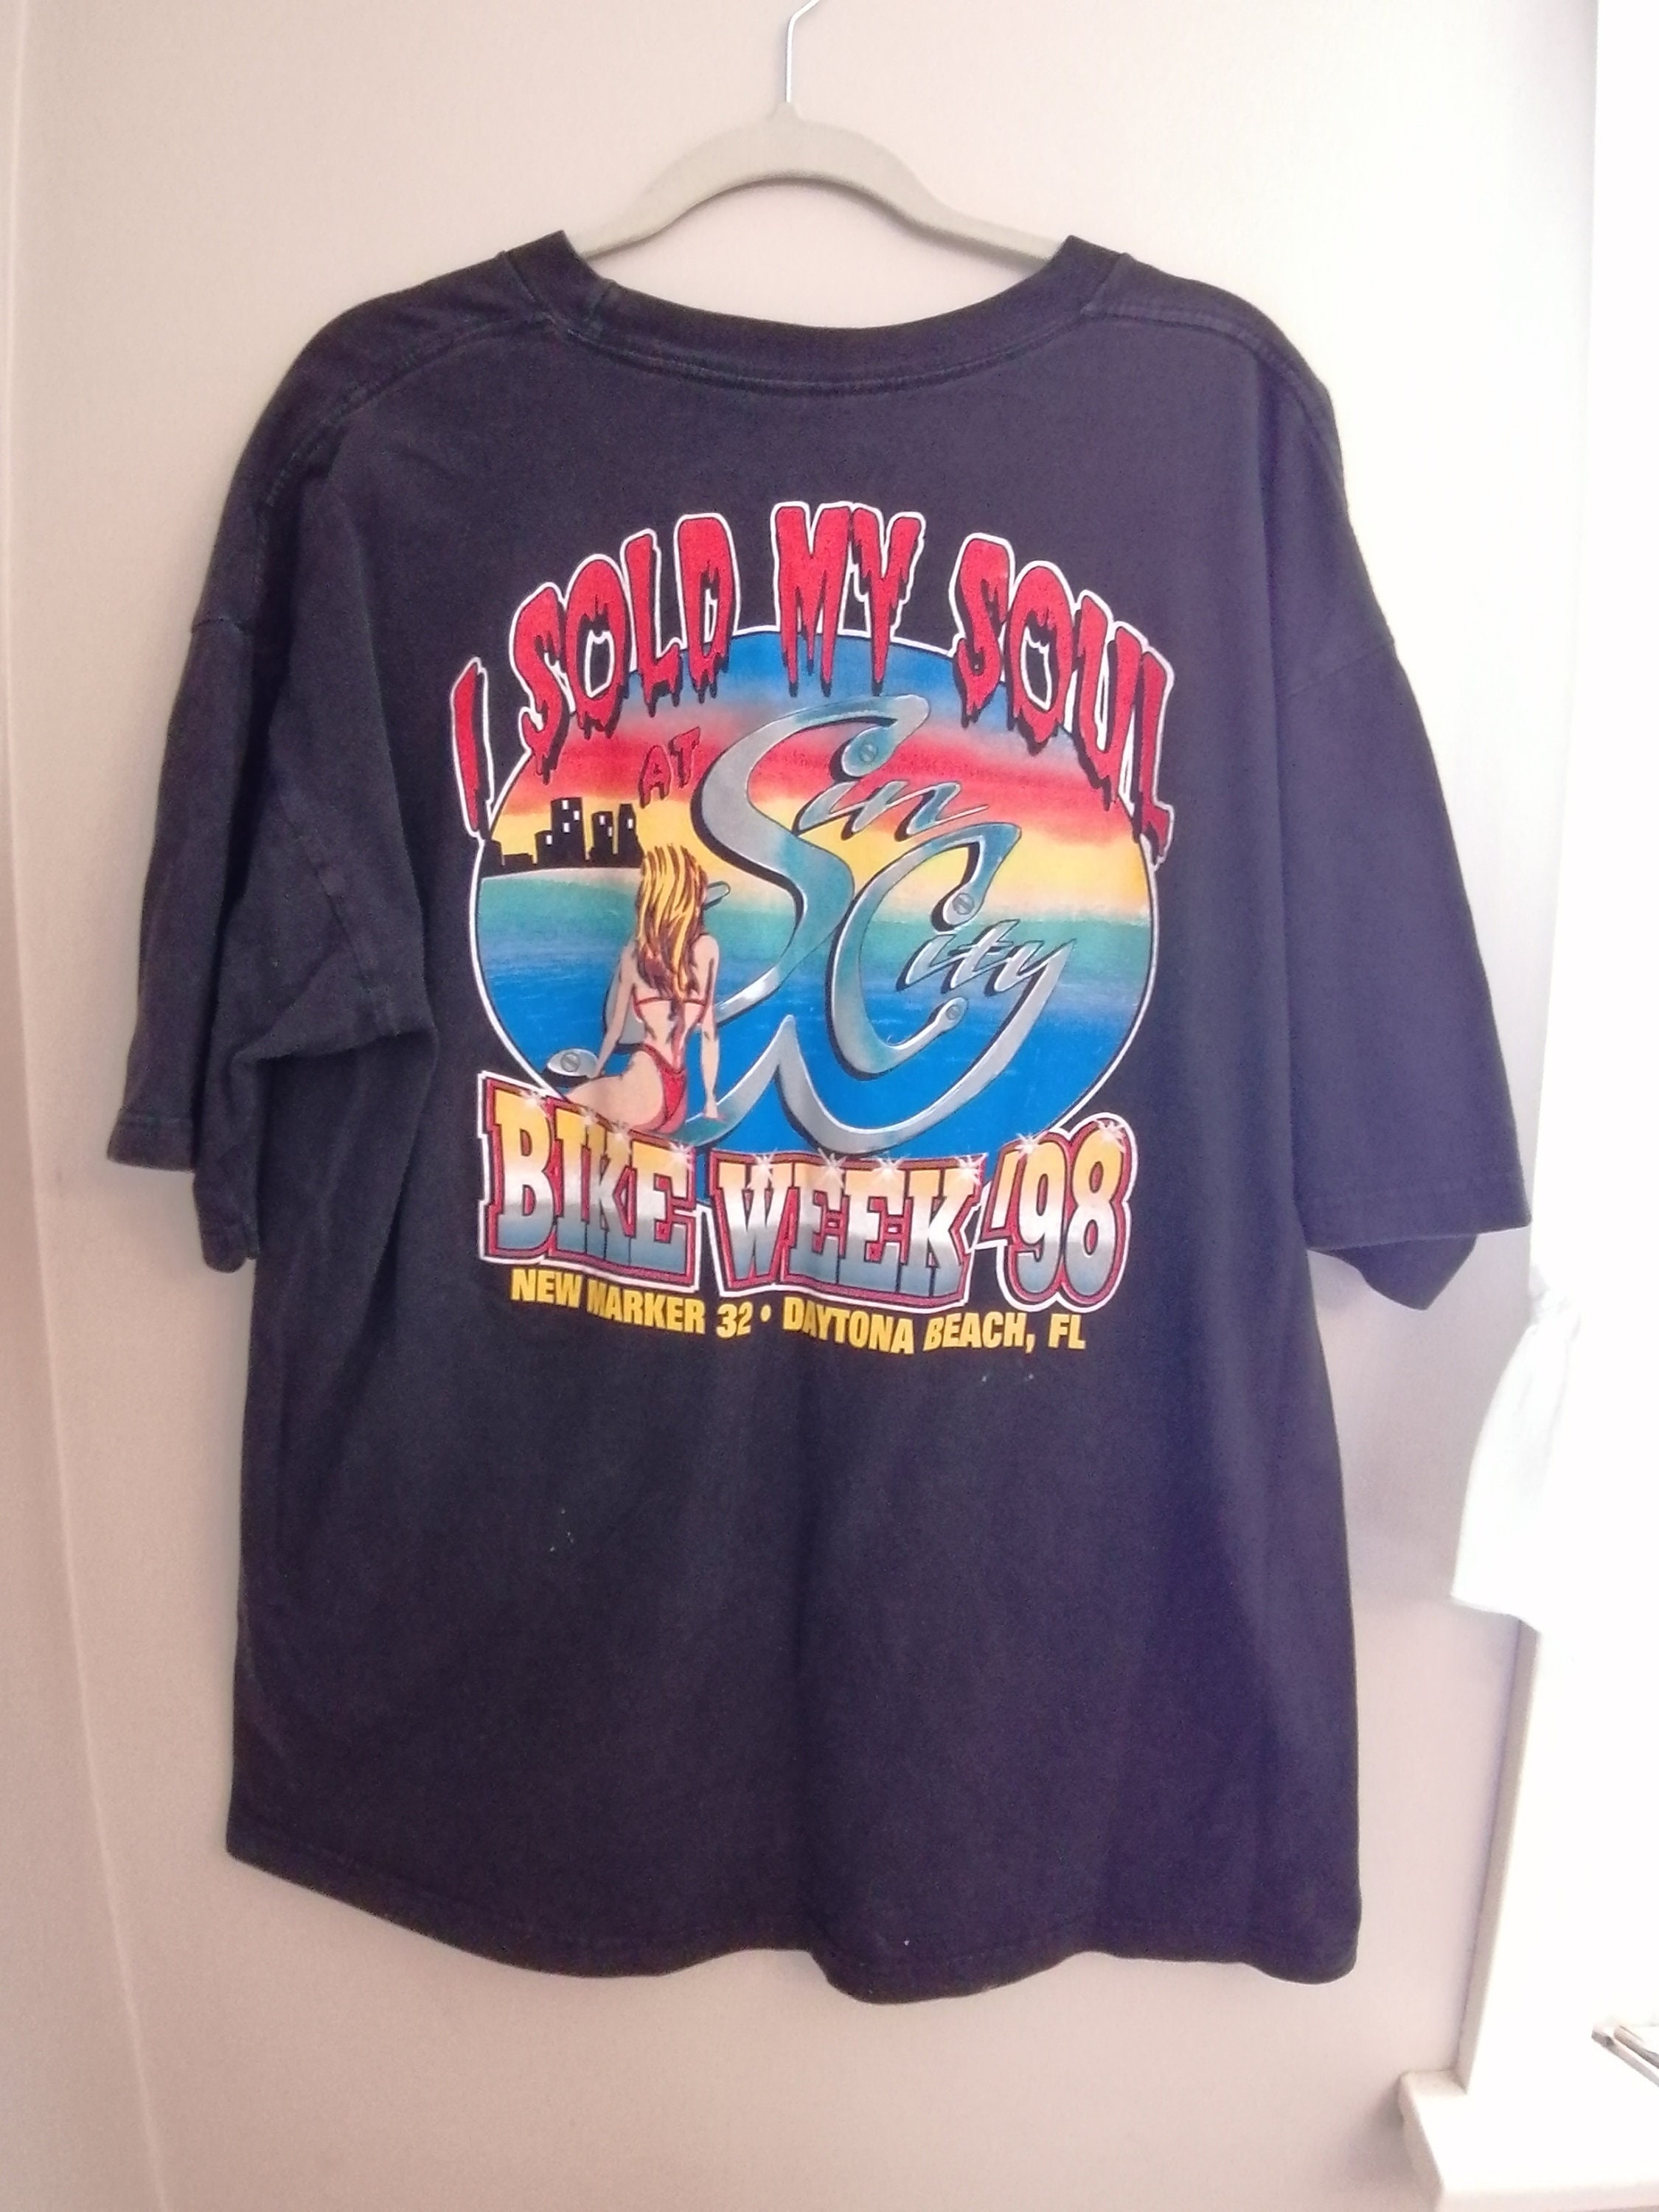 I SOLD MY SOUL
AT
Sin
City
BIKE WEEK '98
NEW MARKER 32 • DAYTONA BEACH, FL